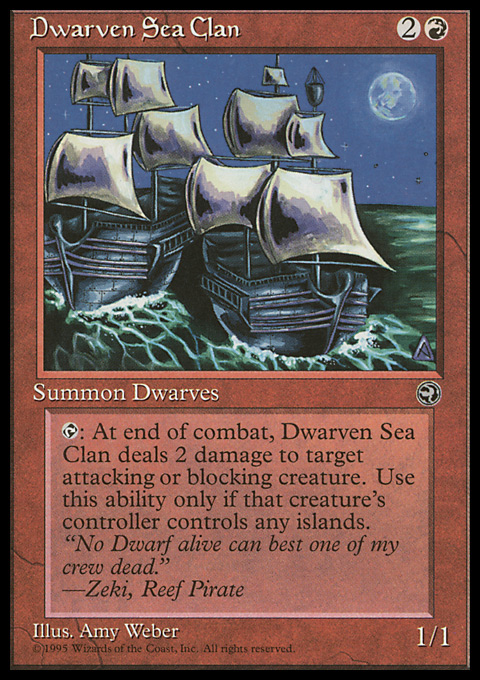 Dwarven Sea Clan 2
Summon Dwarves
: At end of combat, Dwarven Sea
Clan deals 2 damage to target
attacking or blocking creature. Use
this ability only if that creature's
controller controls any islands.
“No Dwarf alive can best one of my
crew dead.”
—Zeki, Reef Pirate
Illus. Amy Weber
1/1
©1995 Wizards of the Coast, Inc. All rights reserved.